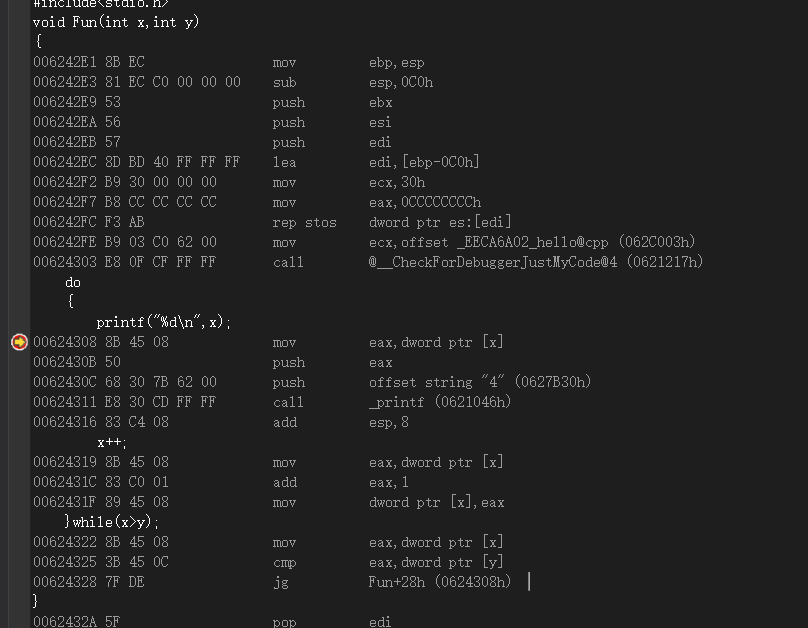 #include<stdio.h>
void Fun(int x,int y)
{
006242E1 8B EC mov ebp,esp
006242E3 81 EC C0 00 00 00 sub esp,0C0h
006242E9 53 push ebx
006242EA 56 push esi
006242EB 57 push edi
006242EC 8D BD 40 FF FF FF lea edi,[ebp-0C0h]
006242F2 B9 30 00 00 00 mov ecx,30h
006242F7 B8 CC CC CC CC mov eax,0CCCCCCCCh
006242FC F3 AB rep stos dword ptr es:[edi]
006242FE B9 03 C0 62 00 mov ecx,offset _EECA6A02_hello@cpp (062C003h)
00624303 E8 0F CF FF FF call @__CheckForDebuggerJustMyCode@4 (0621217h)
do
{
printf("%d\n",x);
00624308 8B 45 08 mov eax,dword ptr [x]
0062430B 50 push eax
0062430C 68 30 7B 62 00 push offset string "4" (0627B30h)
00624311 E8 30 CD FF FF call _printf (0621046h)
00624316 83 C4 08 add esp,8
x++;
00624319 8B 45 08 mov eax,dword ptr [x]
0062431C 83 C0 01 add eax,1
0062431F 89 45 08 mov dword ptr [x],eax
}while(x>y);
00624322 8B 45 08 mov eax,dword ptr [x]
00624325 3B 45 0C cmp eax,dword ptr [y]
00624328 7F DE jg Fun+28h (0624308h)
}
0062432A 5F pop edi